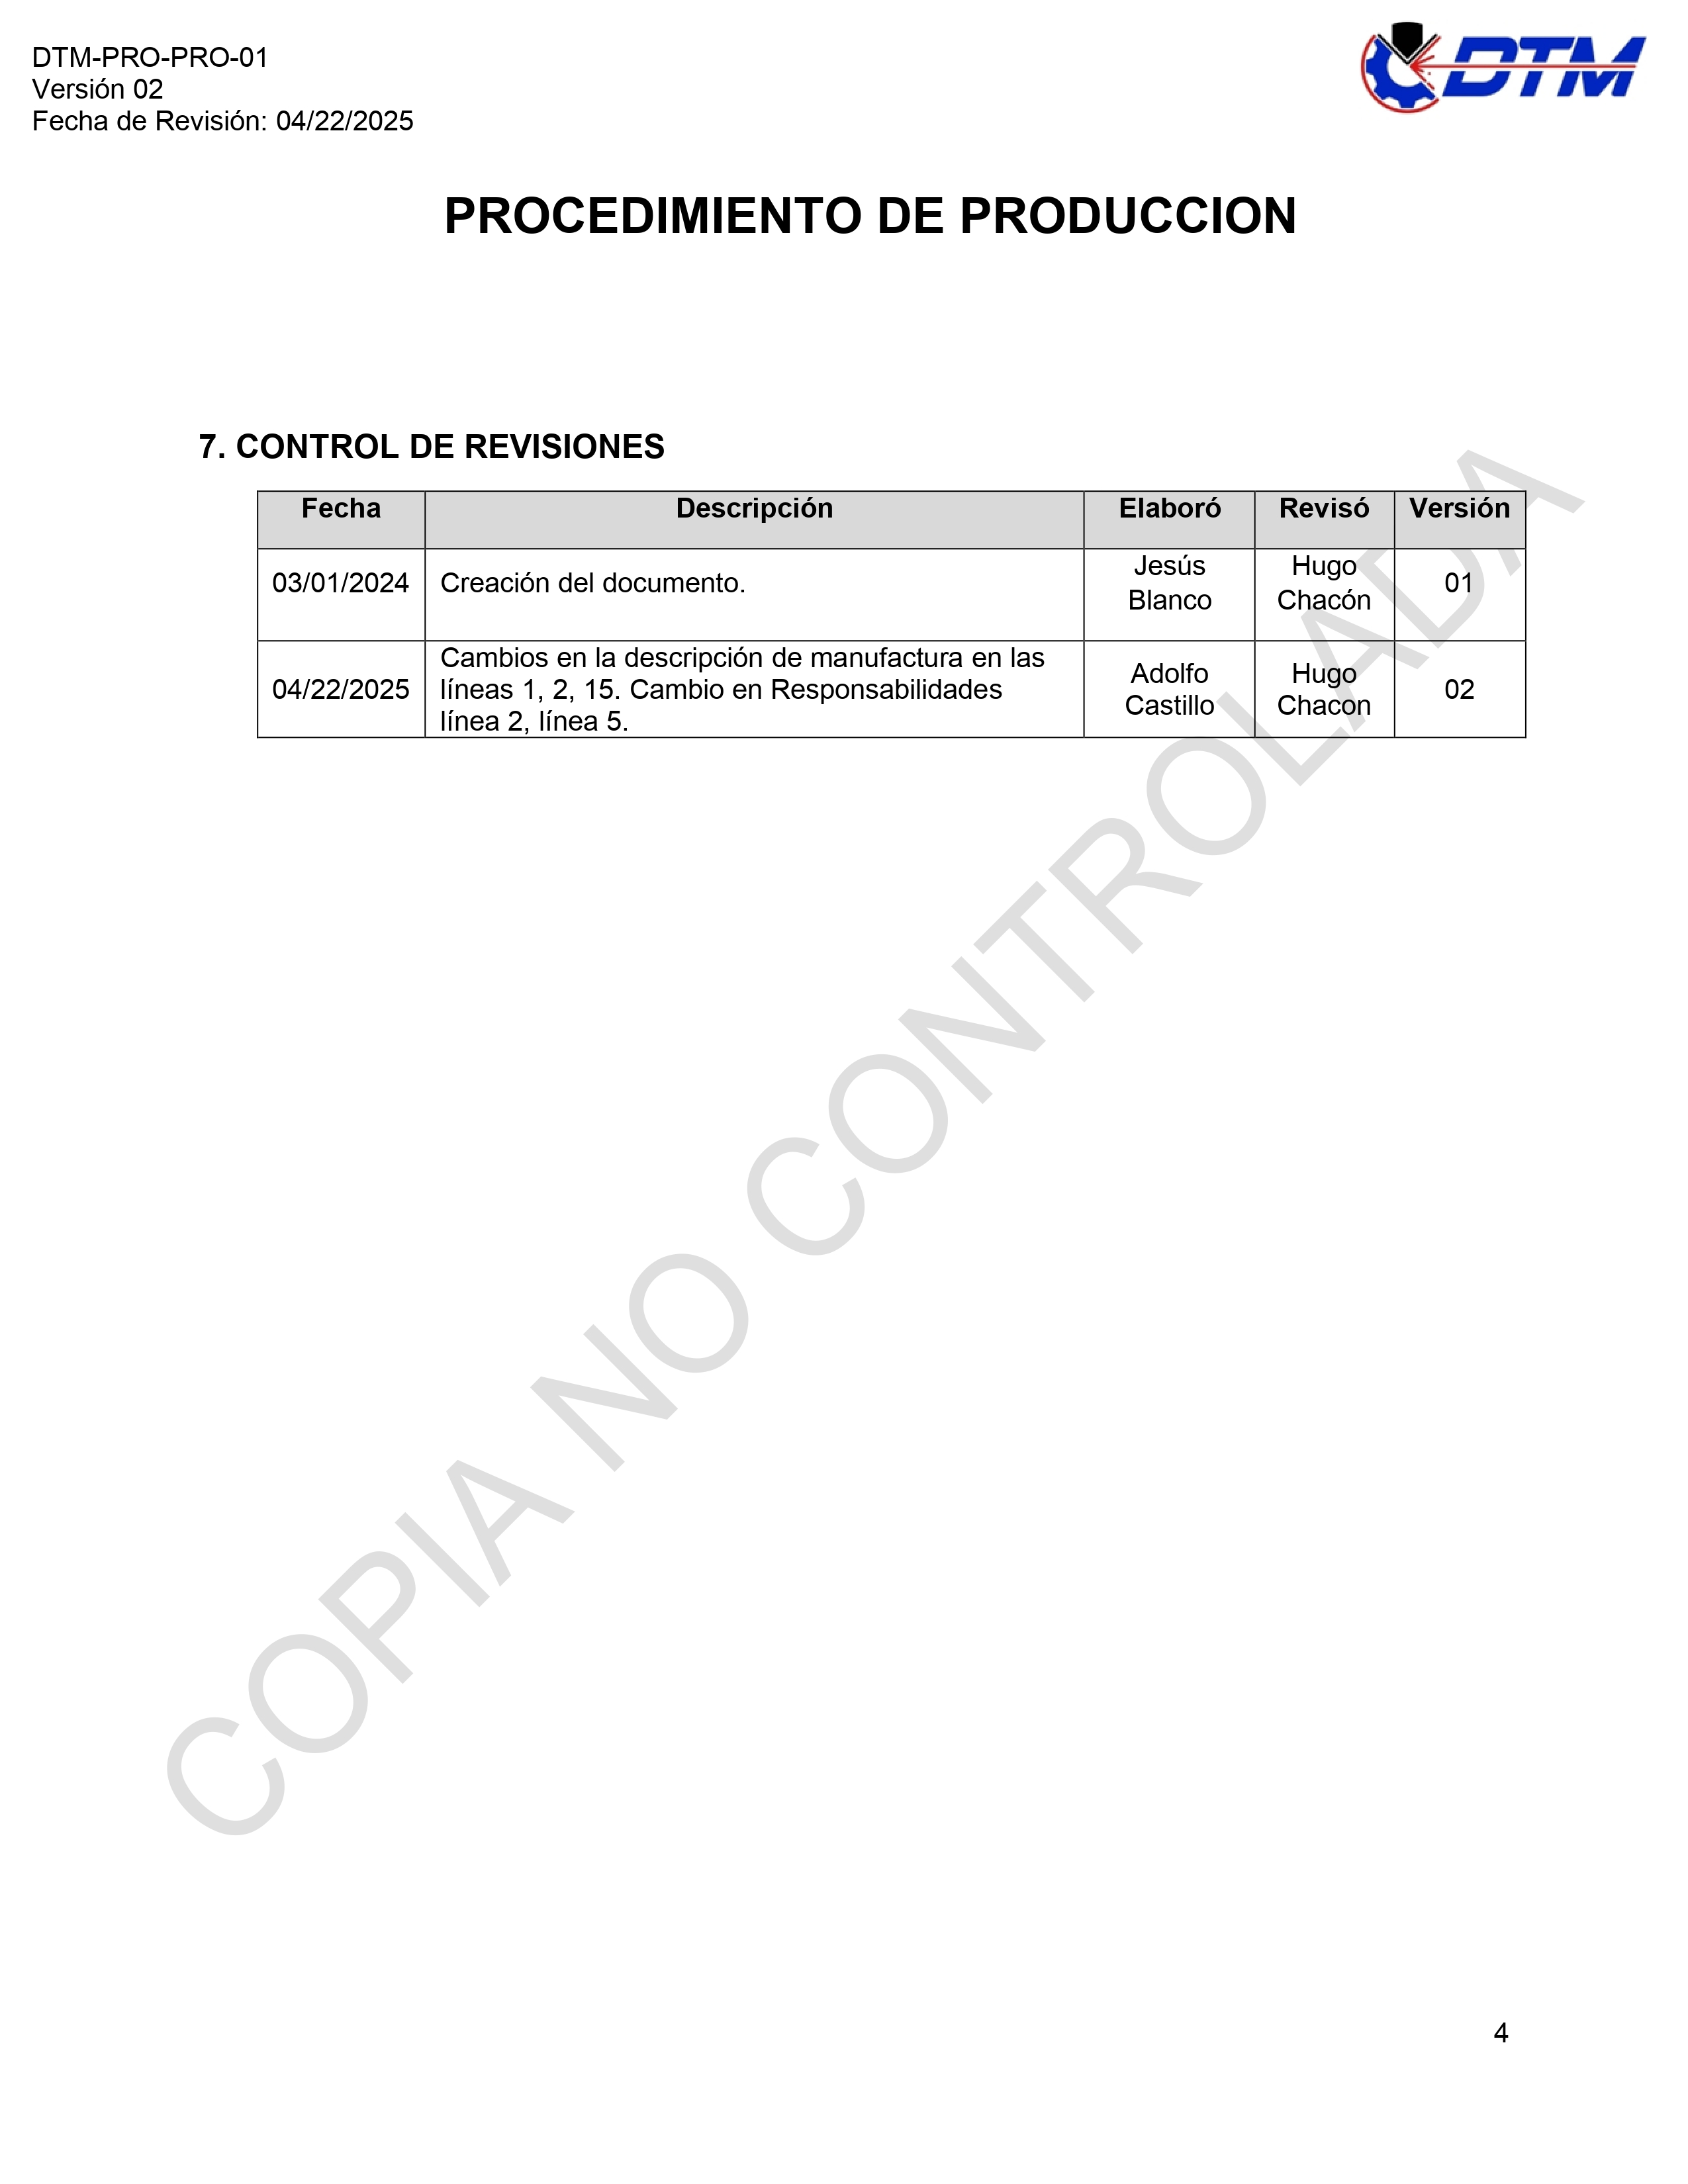 DTM-PRO-PRO-01
Versión 02
Fecha de Revisión: 04/22/2025
DTM
PROCEDIMIENTO DE PRODUCCION
7. CONTROL DE REVISIONES
Fecha Descripción Elaboró Revisó Versión
03/01/2024 Creación del documento. Jesús Blanco Hugo Chacón 01
04/22/2025 Cambios en la descripción de manufactura en las líneas 1, 2, 15. Cambio en Responsabilidades línea 2, línea 5. Adolfo Castillo Hugo Chacon 02
COPIA NO CONTROLADA
4